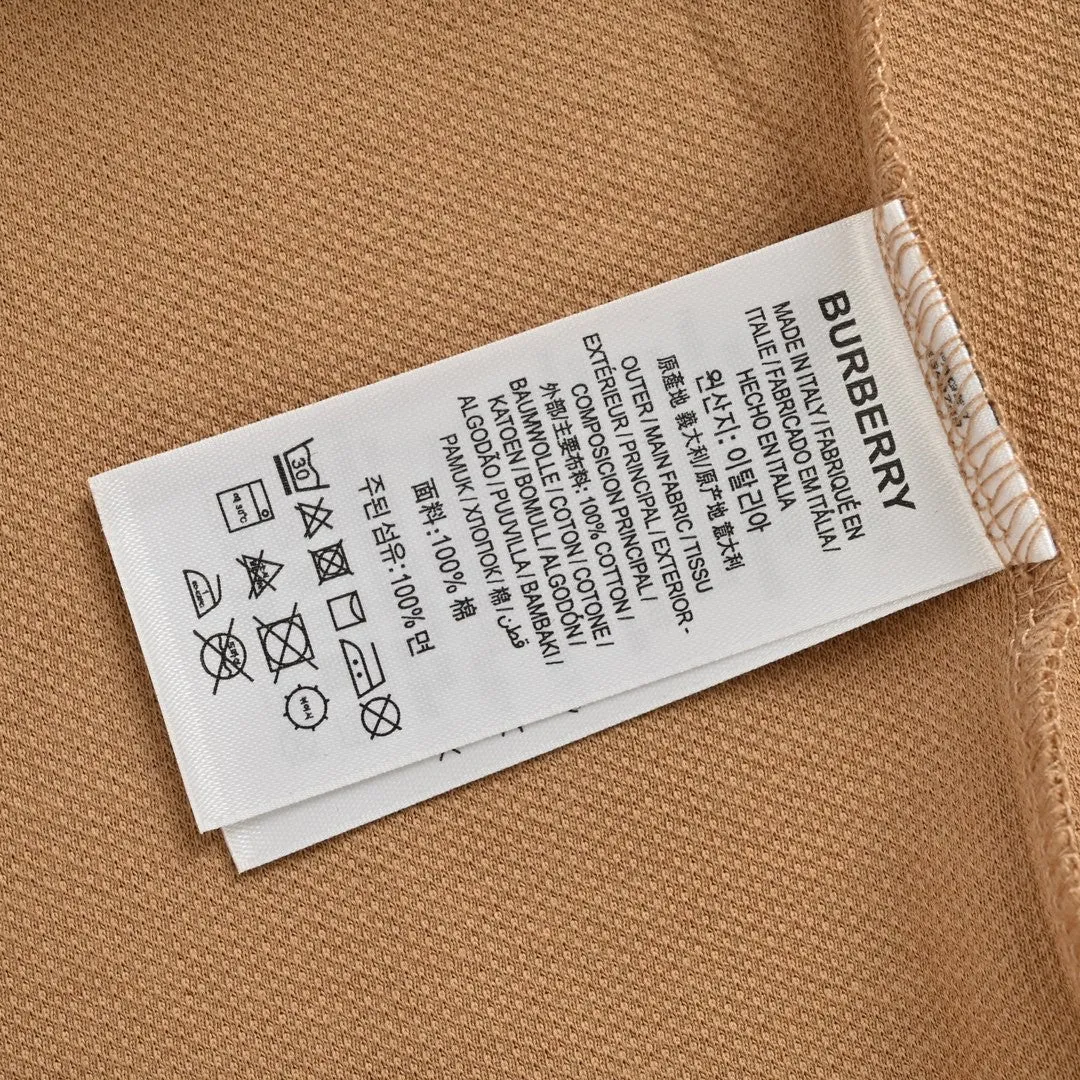 BURBERRY
MADE IN ITALY / FABRIQUÉ EN
ITALIE / FABRICADO EM ITÁLIA /
HECHO EN ITALIA
원산지: 이탈리아
原產地 義大利/原产地 意大利
OUTER / MAIN FABRIC / TISSU
EXTÉRIEUR / PRINCIPAL / EXTERIOR -
COMPOSICION PRINCIPAL /
外部/主要布料: 100% COTTON /
BAUMWOLLE / COTON / COTONE /
KATOEN / BOMULL / ALGODÓN /
ALGODÃO / PUUVILLA / BAMBAKI /
PAMUK / ХЛОПОК / 棉 / قطن
面料:100% 棉
주된 섬유:100% 면
30